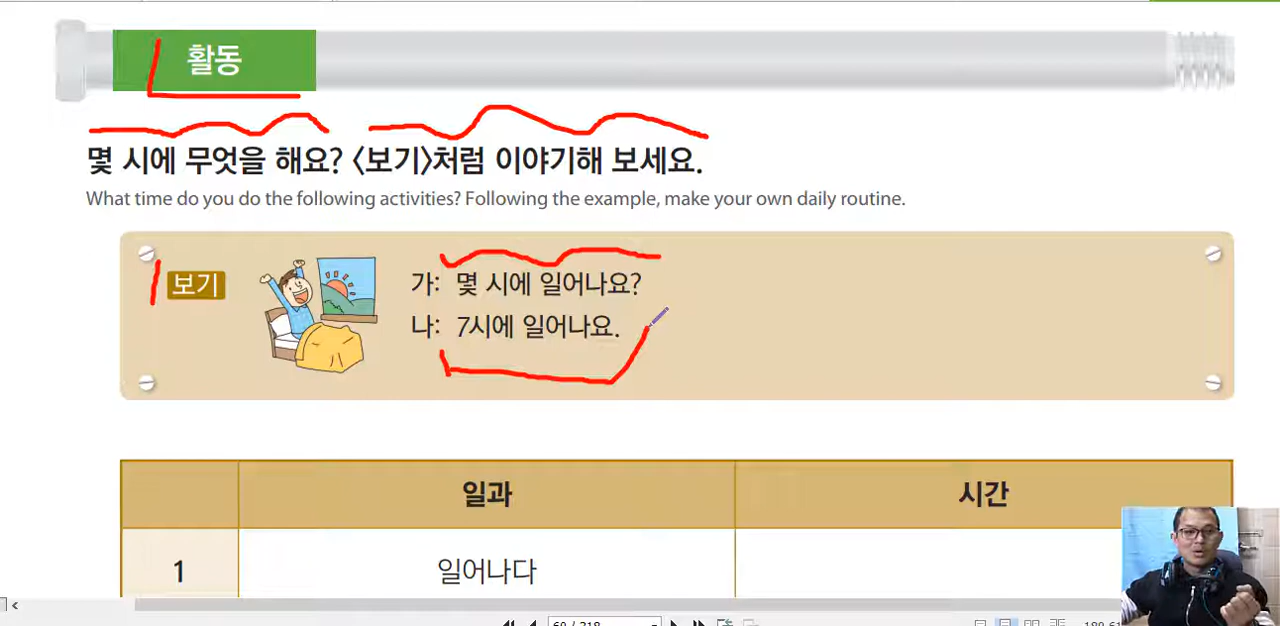 활동
몇 시에 무엇을 해요? 〈보기〉처럼 이야기해 보세요.
What time do you do the following activities? Following the example, make your own daily routine.
보기
가: 몇 시에 일어나요?
나: 7시에 일어나요.
일과
시간
1
일어나다